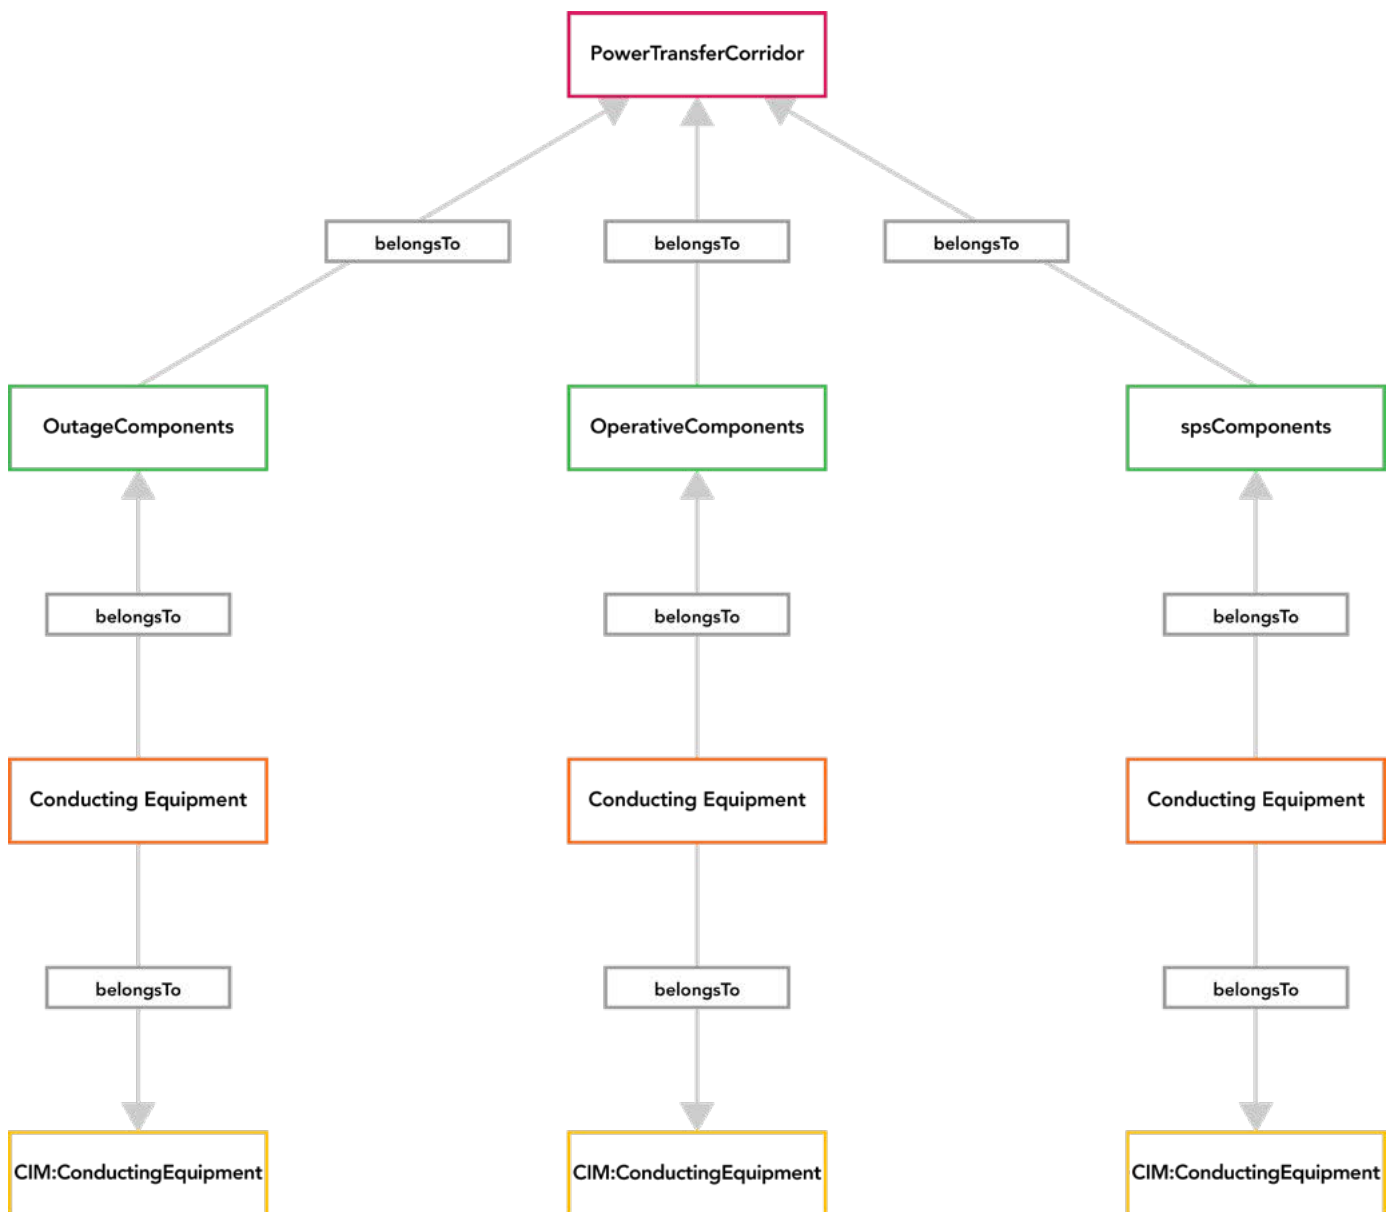 PowerTransferCorridor
belongsTo
belongsTo
belongsTo
OutageComponents
OperativeComponents
spsComponents
belongsTo
belongsTo
belongsTo
Conducting Equipment
Conducting Equipment
Conducting Equipment
belongsTo
belongsTo
belongsTo
CIM:ConductingEquipment
CIM:ConductingEquipment
CIM:ConductingEquipment